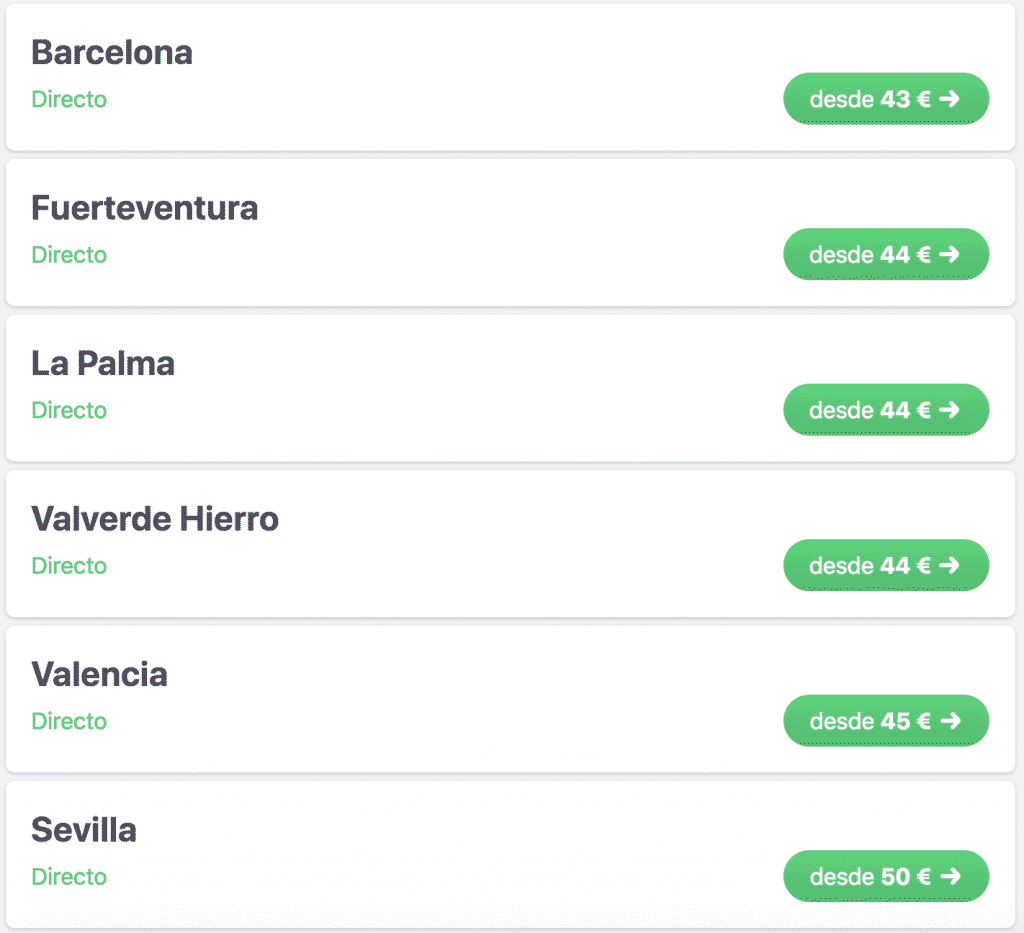 Barcelona
Directo
desde 43 € →
Fuerteventura
Directo
desde 44 € →
La Palma
Directo
desde 44 € →
Valverde Hierro
Directo
desde 44 € →
Valencia
Directo
desde 45 € →
Sevilla
Directo
desde 50 € →